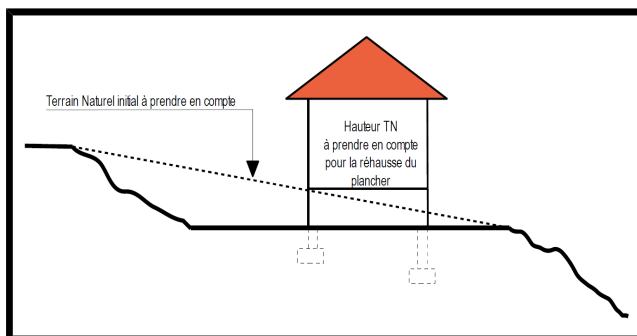 Terrain Naturel initial à prendre en compte
Hauteur TN
à prendre en compte
pour la réhausse du
plancher